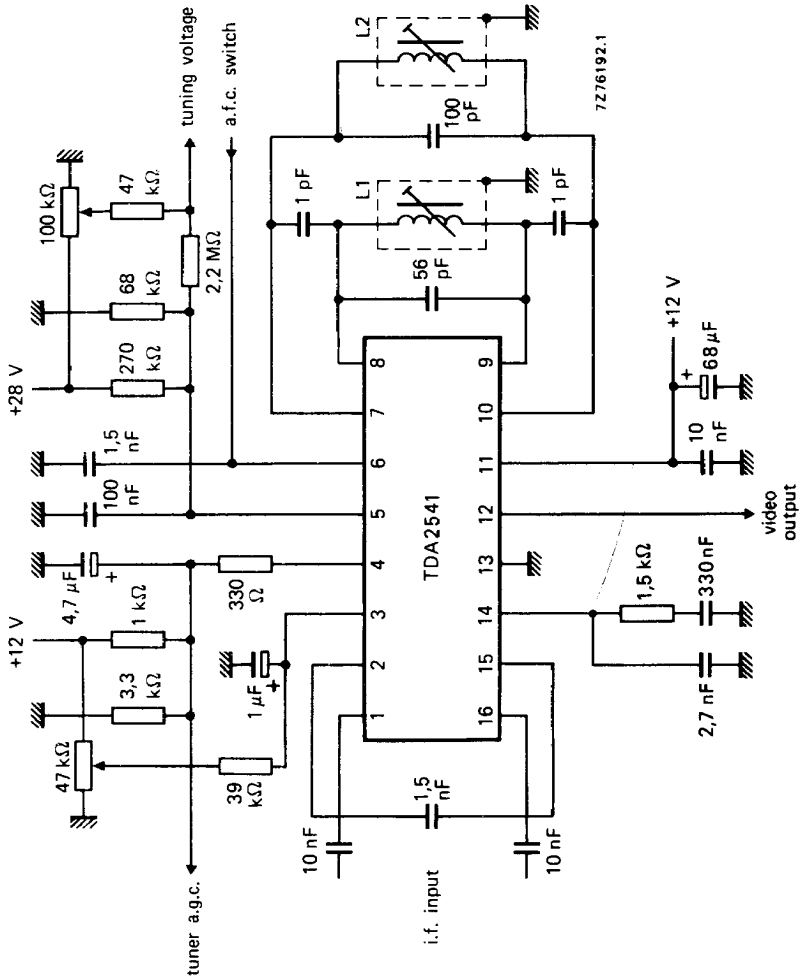 +12 V
+28 V
47 kΩ
3,3
kΩ
1 kΩ
4,7 µF
+
100
nF
1,5
nF
270
kΩ
68
kΩ
100 kΩ
47
kΩ
tuner a.g.c.
2,2 MΩ
tuning voltage
a.f.c. switch
39
kΩ
1 µF
+
330
Ω
10 nF
1
2
3
4
5
6
7
8
1 pF
L1
L2
i.f. input
1,5
nF
TDA2541
56
pF
100
pF
10 nF
16
15
14
13
12
11
10
9
1 pF
7Z76192.1
2,7 nF
1,5 kΩ
330 nF
video
output
10
nF
+
68 µF
+12 V